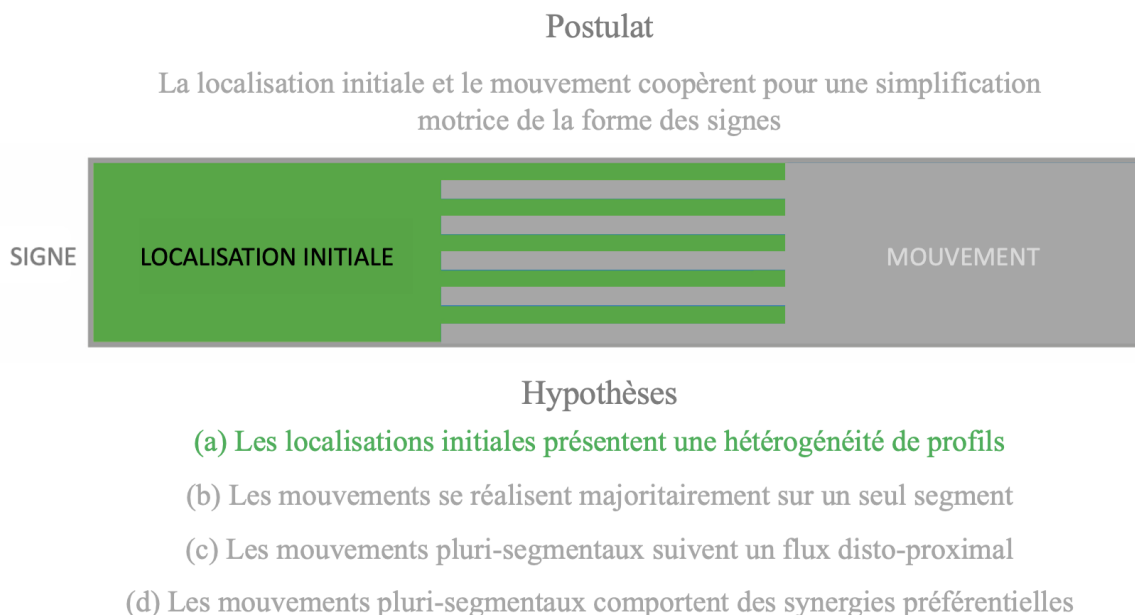 Postulat
La localisation initiale et le mouvement coopèrent pour une simplification
motrice de la forme des signes
SIGNE
LOCALISATION INITIALE
MOUVEMENT
Hypothèses
(a) Les localisations initiales présentent une hétérogénéité de profils
(b) Les mouvements se réalisent majoritairement sur un seul segment
(c) Les mouvements pluri-segmentaux suivent un flux disto-proximal
(d) Les mouvements pluri-segmentaux comportent des synergies préférentielles